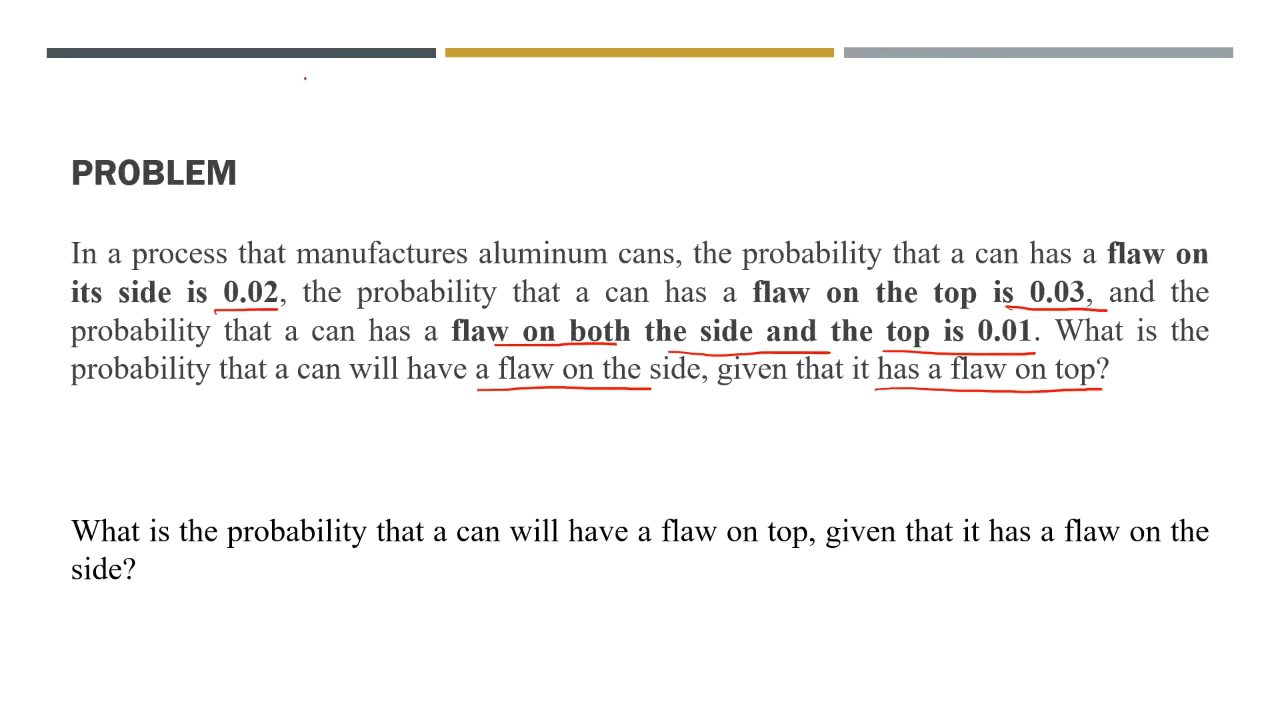 PROBLEM
In a process that manufactures aluminum cans, the probability that a can has a flaw on
its side is 0.02, the probability that a can has a flaw on the top is 0.03, and the
probability that a can has a flaw on both the side and the top is 0.01. What is the
probability that a can will have a flaw on the side, given that it has a flaw on top?
What is the probability that a can will have a flaw on top, given that it has a flaw on the
side?